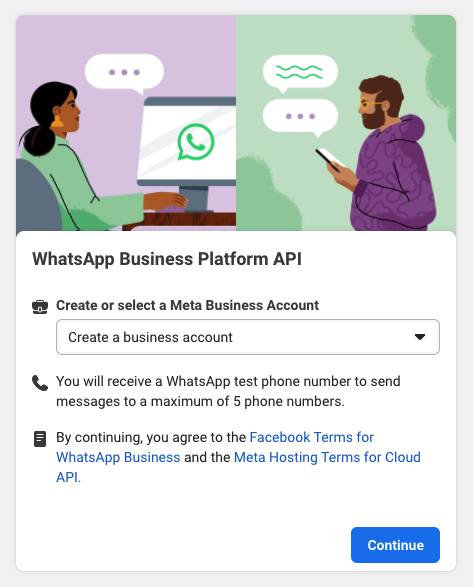 WhatsApp Business Platform API
Create or select a Meta Business Account
Create a business account
You will receive a WhatsApp test phone number to send
messages to a maximum of 5 phone numbers.
By continuing, you agree to the Facebook Terms for
WhatsApp Business and the Meta Hosting Terms for Cloud
API.
Continue